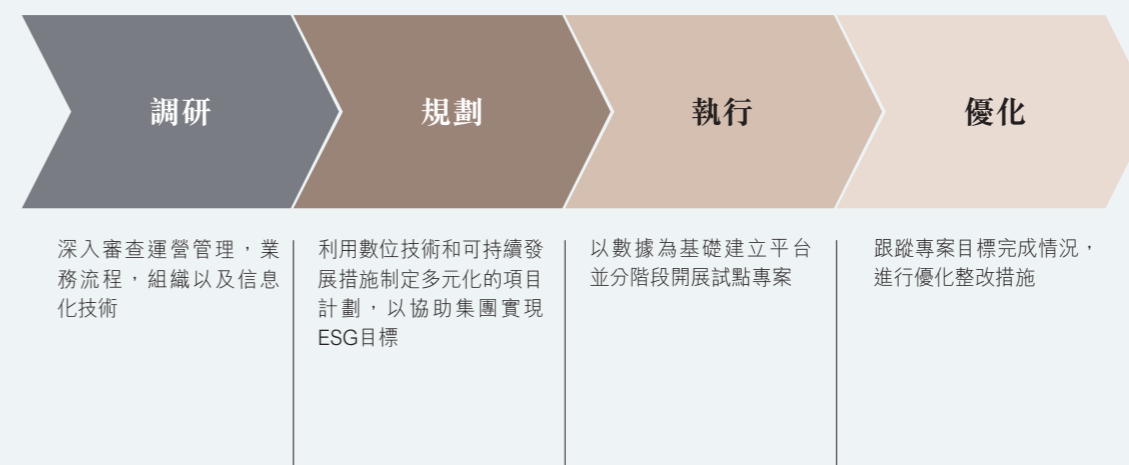 調研
規劃
執行
優化
深入審查運營管理，業
務流程，組織以及信息
化技術
利用數位技術和可持續發
展措施制定多元化的項目
計劃，以協助集團實現
ESG目標
以數據為基礎建立平台
並分階段開展試點專案
跟蹤專案目標完成情況，
進行優化整改措施